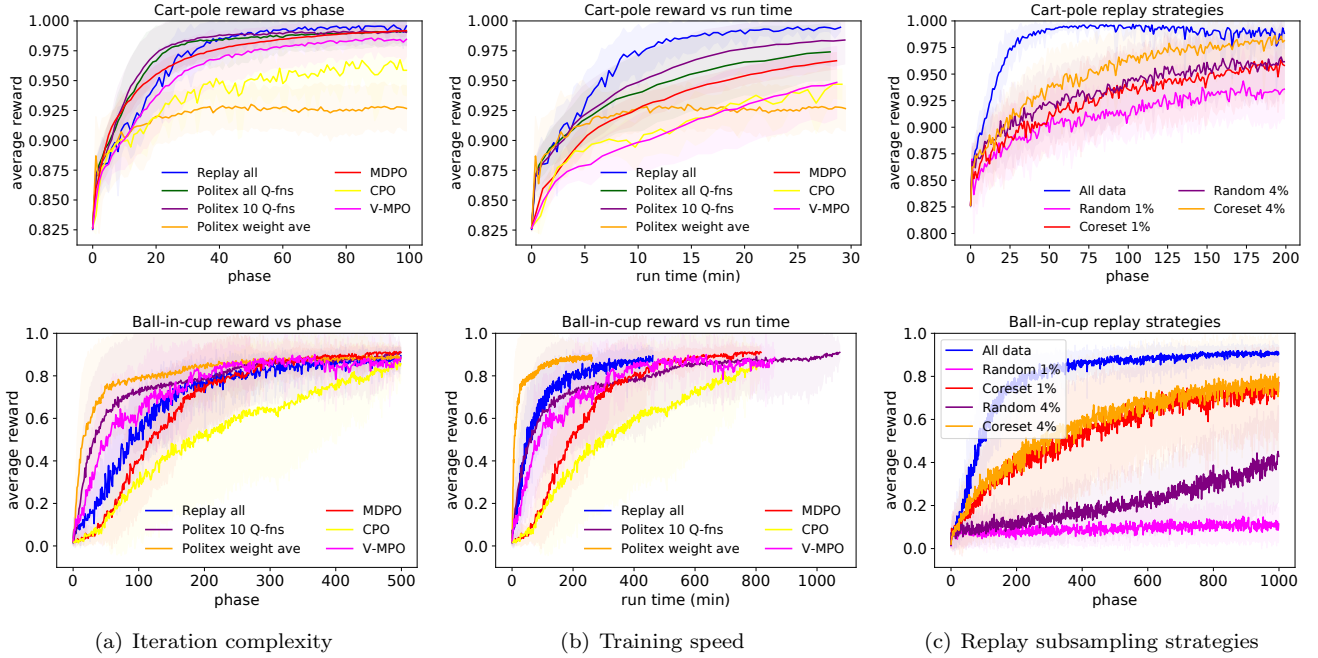 Cart-pole reward vs phase
1.000
0.975
0.950
0.925
0.900
0.875
0.850
0.825
average reward
Replay all
Politex all Q-fns
Politex 10 Q-fns
Politex weight ave
MDPO
CPO
V-MPO
0 20 40 60 80 100
phase
Cart-pole reward vs run time
1.000
0.975
0.950
0.925
0.900
0.875
0.850
0.825
average reward
Replay all
Politex all Q-fns
Politex 10 Q-fns
Politex weight ave
MDPO
CPO
V-MPO
0 5 10 15 20 25 30
run time (min)
Cart-pole replay strategies
1.000
0.975
0.950
0.925
0.900
0.875
0.850
0.825
0.800
average reward
All data
Random 1%
Coreset 1%
Random 4%
Coreset 4%
0 25 50 75 100 125 150 175 200
phase
Ball-in-cup reward vs phase
1.0
0.8
0.6
0.4
0.2
0.0
average reward
Replay all
Politex 10 Q-fns
Politex weight ave
MDPO
CPO
V-MPO
0 100 200 300 400 500
phase
Ball-in-cup reward vs run time
1.0
0.8
0.6
0.4
0.2
0.0
average reward
Replay all
Politex 10 Q-fns
Politex weight ave
MDPO
CPO
V-MPO
0 200 400 600 800 1000
run time (min)
Ball-in-cup replay strategies
1.0
0.8
0.6
0.4
0.2
0.0
average reward
All data
Random 1%
Coreset 1%
Random 4%
Coreset 4%
0 200 400 600 800 1000
phase
(a) Iteration complexity
(b) Training speed
(c) Replay subsampling strategies